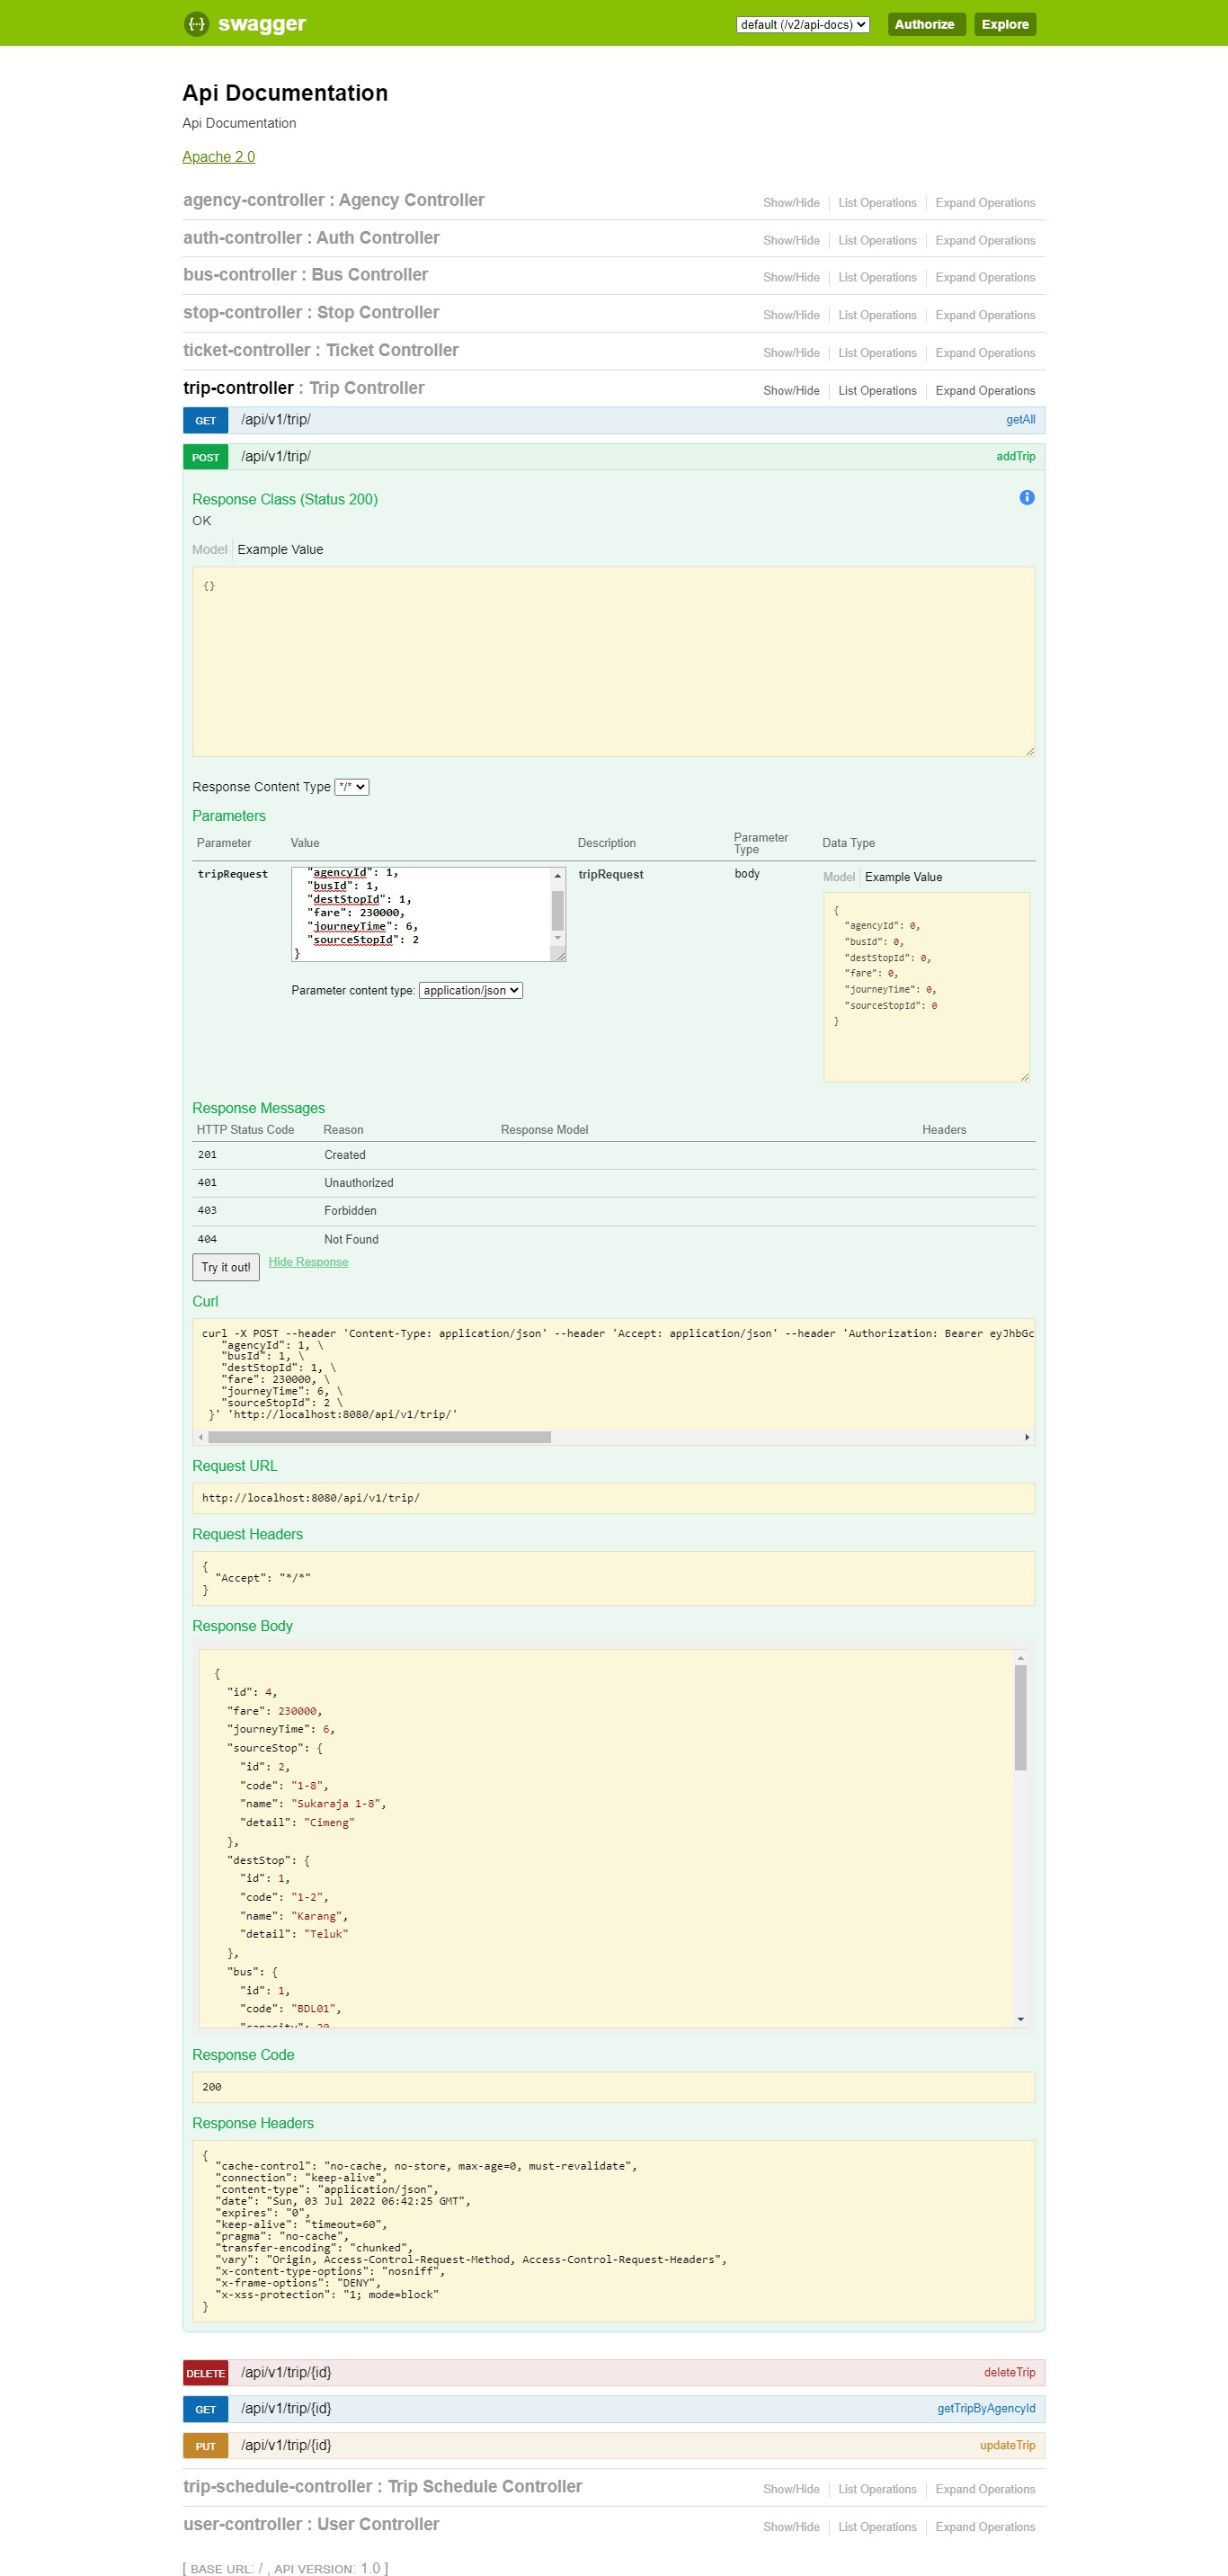 swagger
default (/v2/api-docs)
Authorize
Explore
Api Documentation
Api Documentation
Apache 2.0
agency-controller : Agency Controller Show/Hide List Operations Expand Operations
auth-controller : Auth Controller Show/Hide List Operations Expand Operations
bus-controller : Bus Controller Show/Hide List Operations Expand Operations
stop-controller : Stop Controller Show/Hide List Operations Expand Operations
ticket-controller : Ticket Controller Show/Hide List Operations Expand Operations
trip-controller : Trip Controller Show/Hide List Operations Expand Operations
GET /api/v1/trip/ getAll
POST /api/v1/trip/ addTrip
Response Class (Status 200)
OK
Model Example Value
{}
Response Content Type */*
Parameters
Parameter Value Description Parameter Type Data Type
tripRequest
"agencyId": 1,
"busId": 1,
"destStopId": 1,
"fare": 230000,
"journeyTime": 6,
"sourceStopId": 2
}
Parameter content type: application/json
tripRequest
body
Model Example Value
{
"agencyId": 0,
"busId": 0,
"destStopId": 0,
"fare": 0,
"journeyTime": 0,
"sourceStopId": 0
}
Response Messages
HTTP Status Code Reason Response Model Headers
201 Created
401 Unauthorized
403 Forbidden
404 Not Found
Try it out! Hide Response
Curl
curl -X POST --header 'Content-Type: application/json' --header 'Accept: application/json' --header 'Authorization: Bearer eyJhbGc
"agencyId": 1, \
"busId": 1, \
"destStopId": 1, \
"fare": 230000, \
"journeyTime": 6, \
"sourceStopId": 2 \
}' 'http://localhost:8080/api/v1/trip/'
Request URL
http://localhost:8080/api/v1/trip/
Request Headers
{
"Accept": "*/*"
}
Response Body
{
"id": 4,
"fare": 230000,
"journeyTime": 6,
"sourceStop": {
"id": 2,
"code": "1-8",
"name": "Sukaraja 1-8",
"detail": "Cimeng"
},
"destStop": {
"id": 1,
"code": "1-2",
"name": "Karang",
"detail": "Teluk"
},
"bus": {
"id": 1,
"code": "BDL01",
"capacity": 20
Response Code
200
Response Headers
{
"cache-control": "no-cache, no-store, max-age=0, must-revalidate",
"connection": "keep-alive",
"content-type": "application/json",
"date": "Sun, 03 Jul 2022 06:42:25 GMT",
"expires": "0",
"keep-alive": "timeout=60",
"pragma": "no-cache",
"transfer-encoding": "chunked",
"vary": "Origin, Access-Control-Request-Method, Access-Control-Request-Headers",
"x-content-type-options": "nosniff",
"x-frame-options": "DENY",
"x-xss-protection": "1; mode=block"
}
DELETE /api/v1/trip/{id} deleteTrip
GET /api/v1/trip/{id} getTripByAgencyId
PUT /api/v1/trip/{id} updateTrip
trip-schedule-controller : Trip Schedule Controller Show/Hide List Operations Expand Operations
user-controller : User Controller Show/Hide List Operations Expand Operations
[ BASE URL: / , API VERSION: 1.0 ]